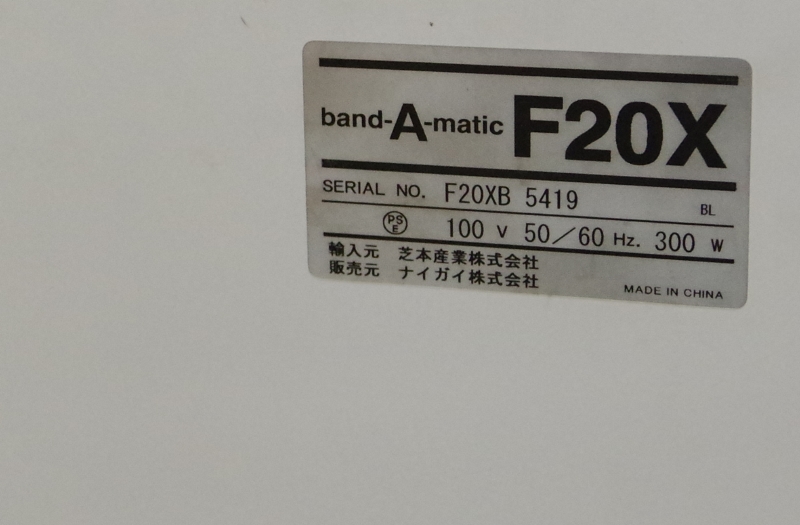 band-A-matic F20X
SERIAL NO. F20XB 5419 BL
PSE 100 V 50/60 Hz. 300 W
輸入元 芝本産業株式会社
販売元 ナイガイ株式会社
MADE IN CHINA